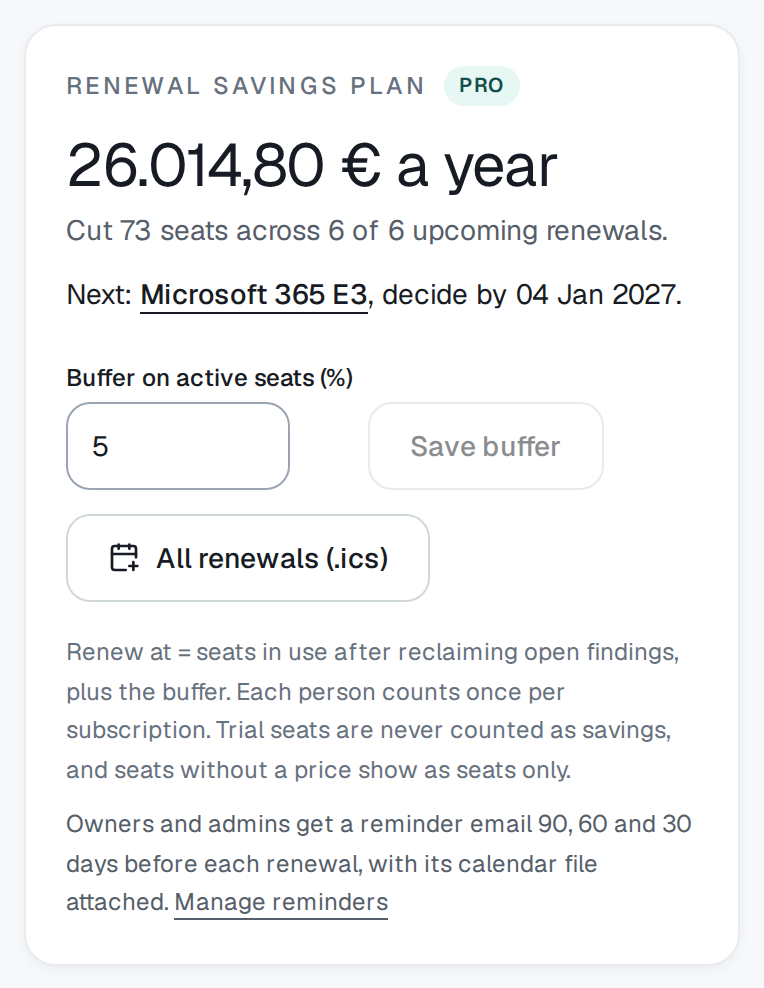 RENEWAL SAVINGS PLAN PRO
26.014,80 € a year
Cut 73 seats across 6 of 6 upcoming renewals.
Next: Microsoft 365 E3, decide by 04 Jan 2027.
Buffer on active seats (%)
5 Save buffer
All renewals (.ics)
Renew at = seats in use after reclaiming open findings,
plus the buffer. Each person counts once per
subscription. Trial seats are never counted as savings,
and seats without a price show as seats only.
Owners and admins get a reminder email 90, 60 and 30
days before each renewal, with its calendar file
attached. Manage reminders